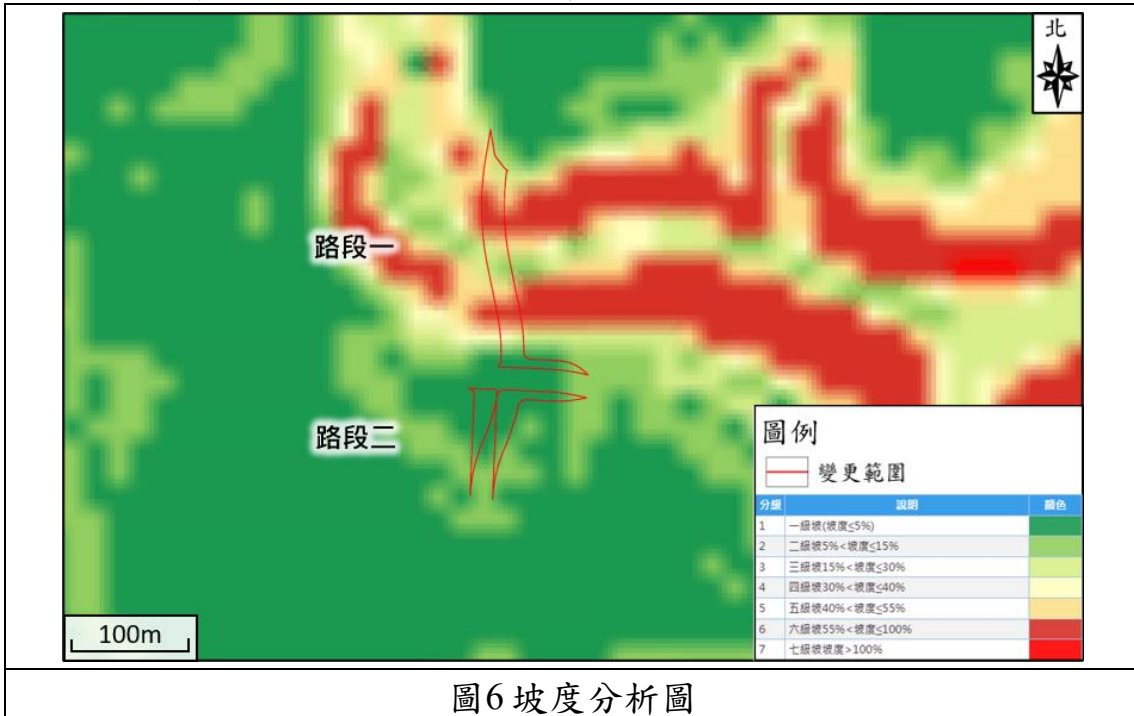 北
路段一
路段二
100m
圖例
變更範圍
分級 說明 顏色
1 一級坡(坡度≤5%)
2 二級坡5%<坡度≤15%
3 三級坡15%<坡度≤30%
4 四級坡30%<坡度≤40%
5 五級坡40%<坡度≤55%
6 六級坡55%<坡度≤100%
7 七級坡坡度>100%
圖6 坡度分析圖